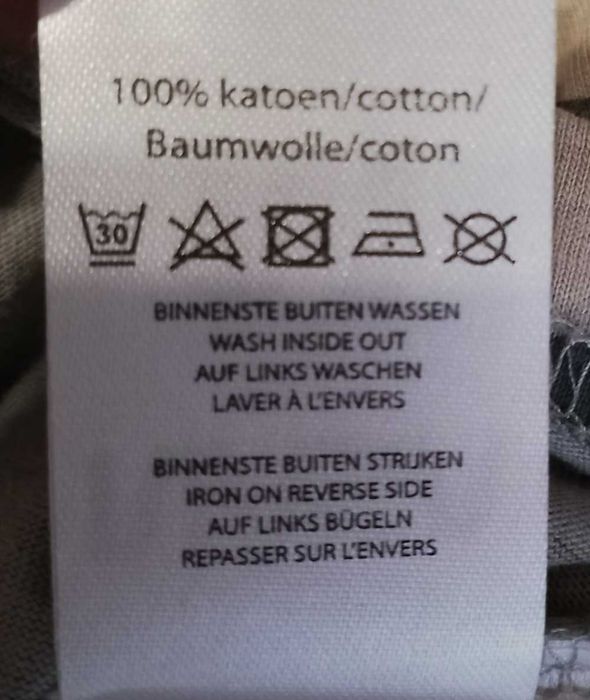 100% katoen/cotton/
Baumwolle/coton
30
BINNENSTE BUITEN WASSEN
WASH INSIDE OUT
AUF LINKS WASCHEN
LAVER À L'ENVERS
BINNENSTE BUITEN STRIJKEN
IRON ON REVERSE SIDE
AUF LINKS BÜGELN
REPASSER SUR L'ENVERS